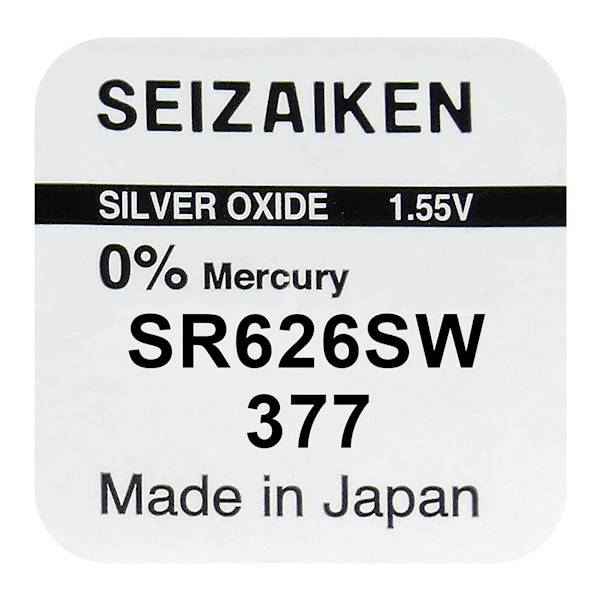 SEIZAIKEN
SILVER OXIDE 1.55V
0% Mercury
SR626SW
377
Made in Japan